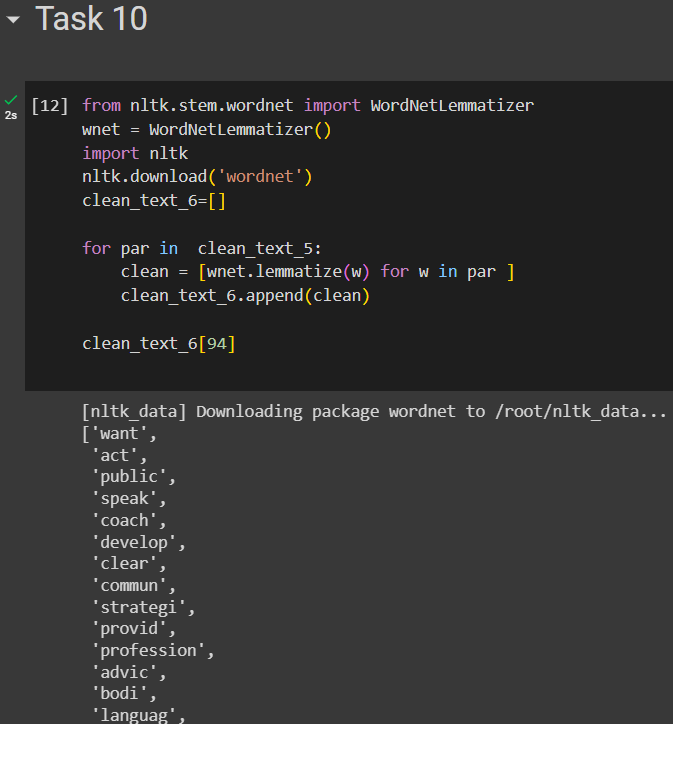 Task 10
2s
[12] from nltk.stem.wordnet import WordNetLemmatizer
wnet = WordNetLemmatizer()
import nltk
nltk.download('wordnet')
clean_text_6=[]
for par in  clean_text_5:
    clean = [wnet.lemmatize(w) for w in par ]
    clean_text_6.append(clean)
clean_text_6[94]
[nltk_data] Downloading package wordnet to /root/nltk_data...
['want',
 'act',
 'public',
 'speak',
 'coach',
 'develop',
 'clear',
 'commun',
 'strategi',
 'provid',
 'profession',
 'advic',
 'bodi',
 'languag',